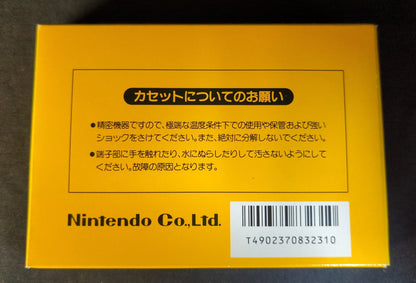 カセットについてのお願い
●精密機器ですので、極端な温度条件下での使用や保管および強い
ショックをさけてください。また、絶対に分解しないでください。
●端子部に手を触れたり、水にぬらしたりして汚さないようにして
ください。故障の原因となります。
Nintendo Co.,Ltd.
T4902370832310